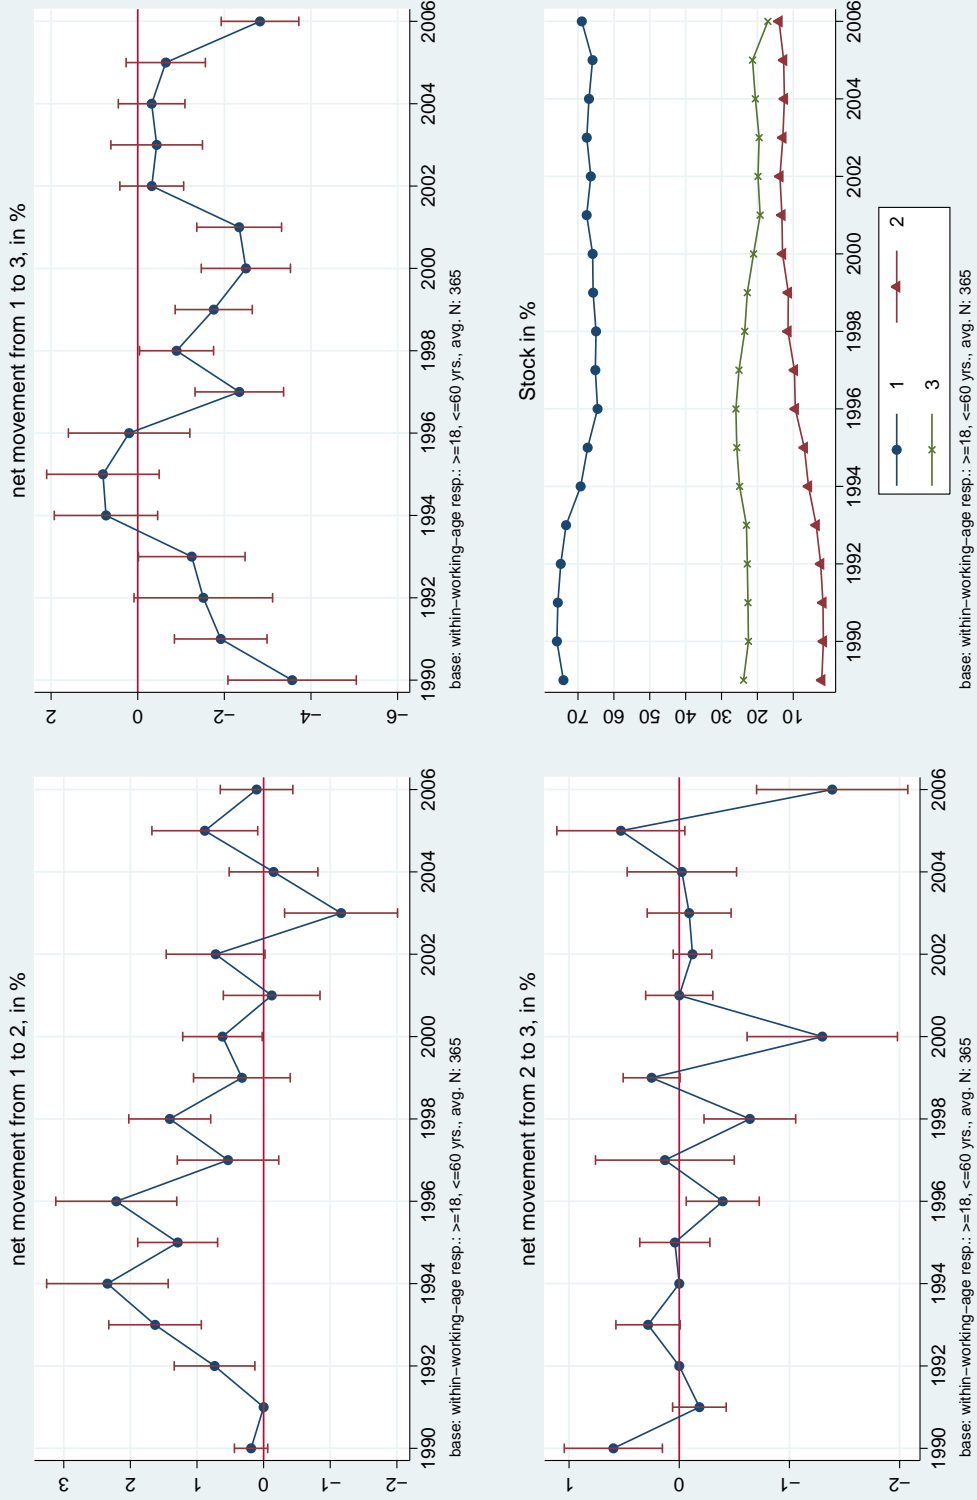 net movement from 1 to 2, in %
3
2
1
0
−1
−2
1990 1992 1994 1996 1998 2000 2002 2004 2006
base: within−working−age resp.: >=18, <=60 yrs., avg. N: 365
net movement from 1 to 3, in %
2
0
−2
−4
−6
1990 1992 1994 1996 1998 2000 2002 2004 2006
base: within−working−age resp.: >=18, <=60 yrs., avg. N: 365
net movement from 2 to 3, in %
1
0
−1
−2
1990 1992 1994 1996 1998 2000 2002 2004 2006
base: within−working−age resp.: >=18, <=60 yrs., avg. N: 365
Stock in %
70
60
50
40
30
20
10
1990 1992 1994 1996 1998 2000 2002 2004 2006
1 2
3
base: within−working−age resp.: >=18, <=60 yrs., avg. N: 365